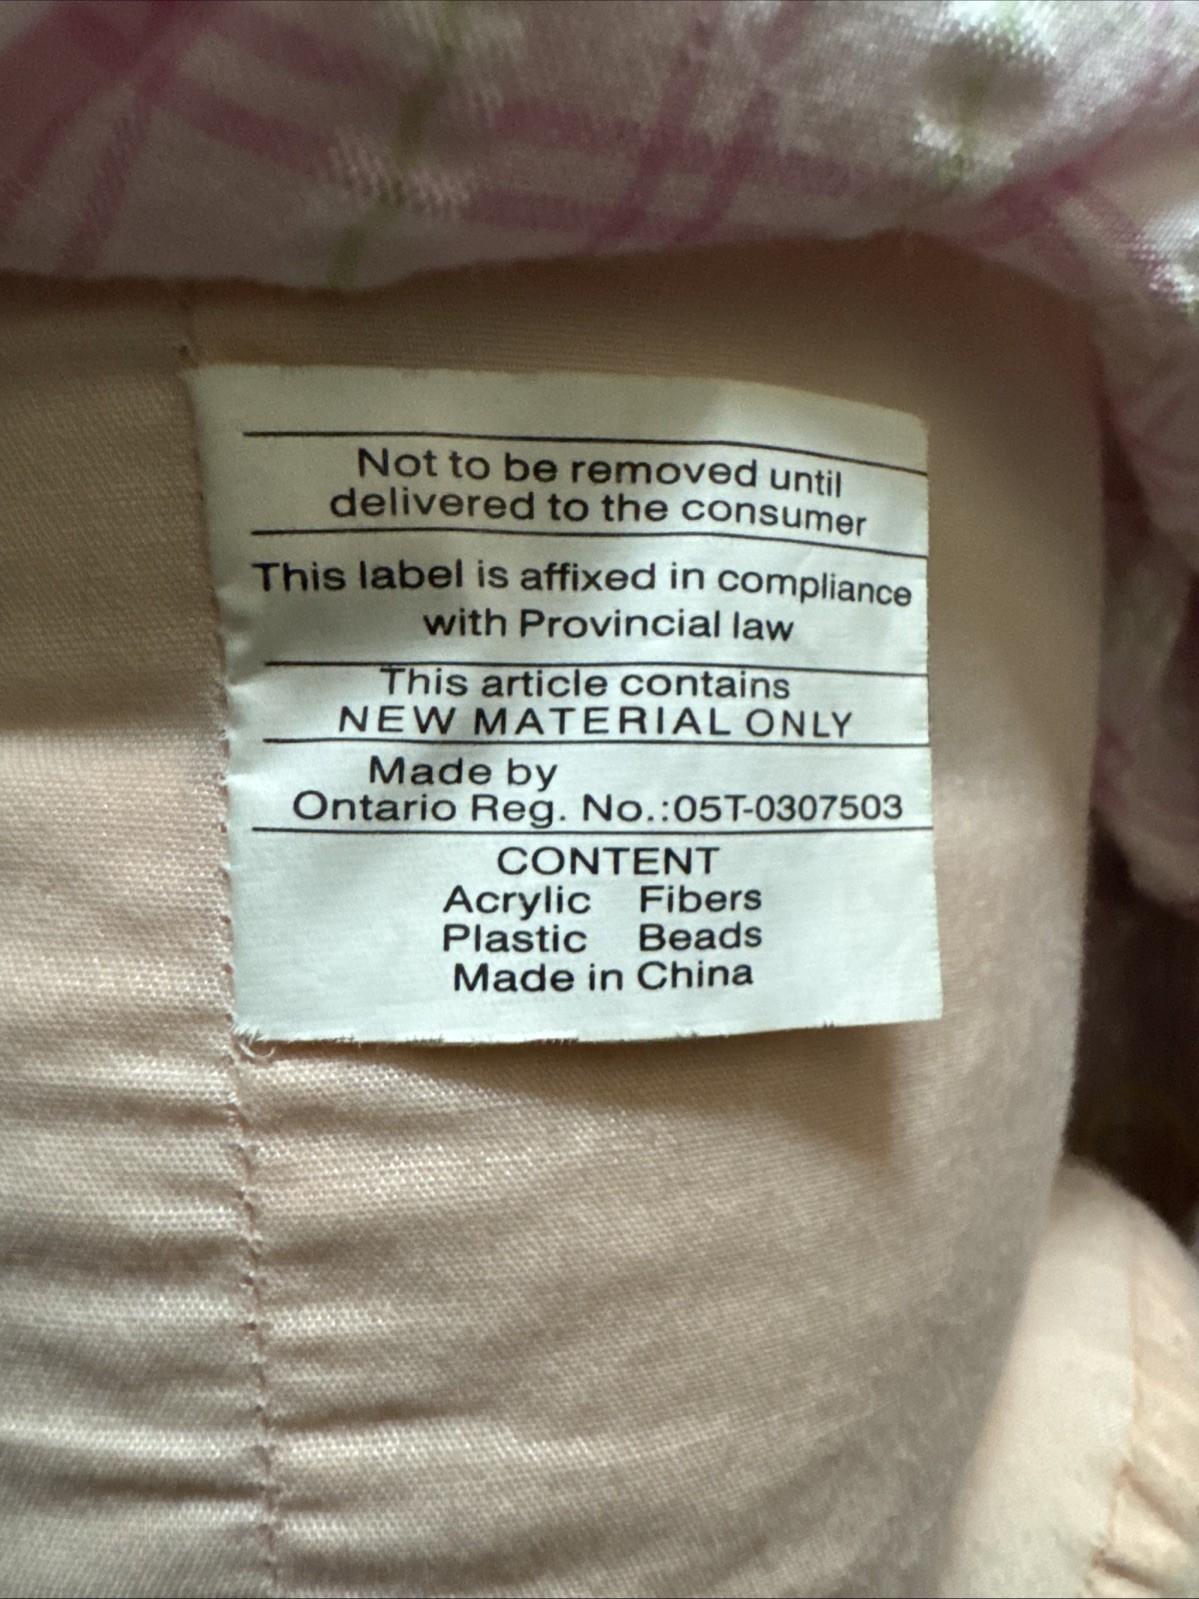 Not to be removed until
delivered to the consumer
This label is affixed in compliance
with Provincial law
This article contains
NEW MATERIAL ONLY
Made by
Ontario Reg. No.:05T-0307503
CONTENT
Acrylic Fibers
Plastic Beads
Made in China